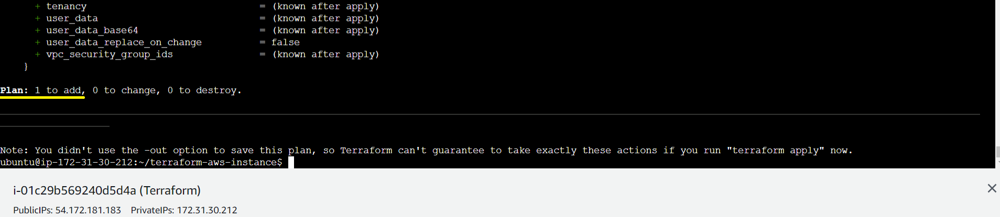 + tenancy = (known after apply)
+ user_data = (known after apply)
+ user_data_base64 = (known after apply)
+ user_data_replace_on_change = false
+ vpc_security_group_ids = (known after apply)
}
Plan: 1 to add, 0 to change, 0 to destroy.
Note: You didn't use the -out option to save this plan, so Terraform can't guarantee to take exactly these actions if you run "terraform apply" now.
ubuntu@ip-172-31-30-212:~/terraform-aws-instance$
i-01c29b569240d5d4a (Terraform)
PublicIPs: 54.172.181.183 PrivateIPs: 172.31.30.212